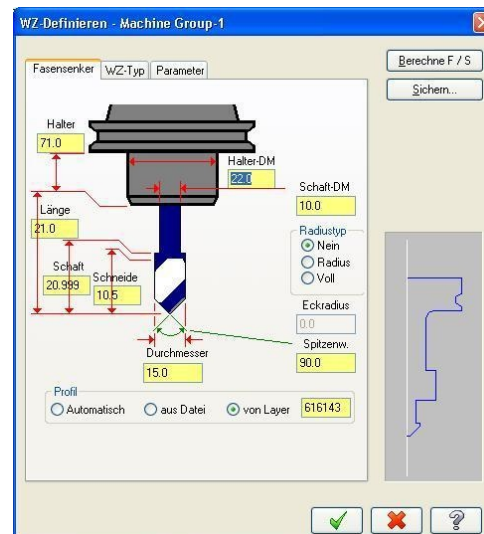 WZ-Definieren - Machine Group-1
Fasensenker WZ-Typ Parameter
Berechne F / S
Sichern...
Halter
71.0
Halter-DM
22.0
Schaft-DM
10.0
Länge
21.0
Radiustyp
Nein
Radius
Voll
Schaft
20.999
Schneide
10.5
Eckradius
0.0
Spitzenw.
90.0
Durchmesser
15.0
Profil
Automatisch aus Datei von Layer 616143